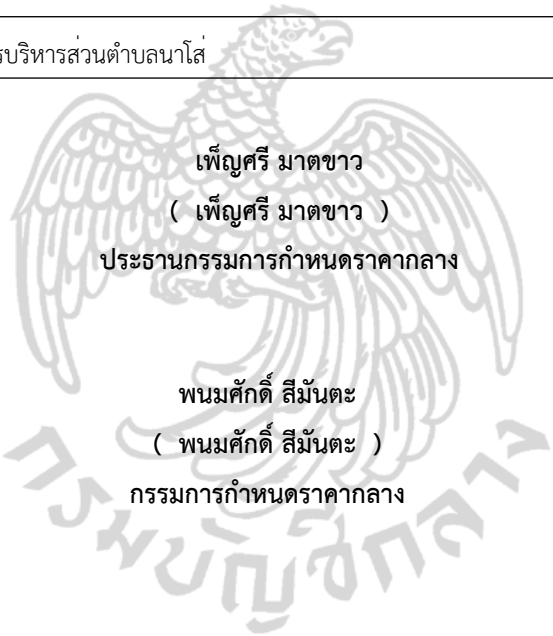 รบริหารส่วนตำบลนาโส่
เพ็ญศรี มาตขาว
( เพ็ญศรี มาตขาว )
ประธานกรรมการกำหนดราคากลาง
พนมศักดิ์ สีมันตะ
( พนมศักดิ์ สีมันตะ )
กรรมการกำหนดราคากลาง
กรมบัญชีกลาง